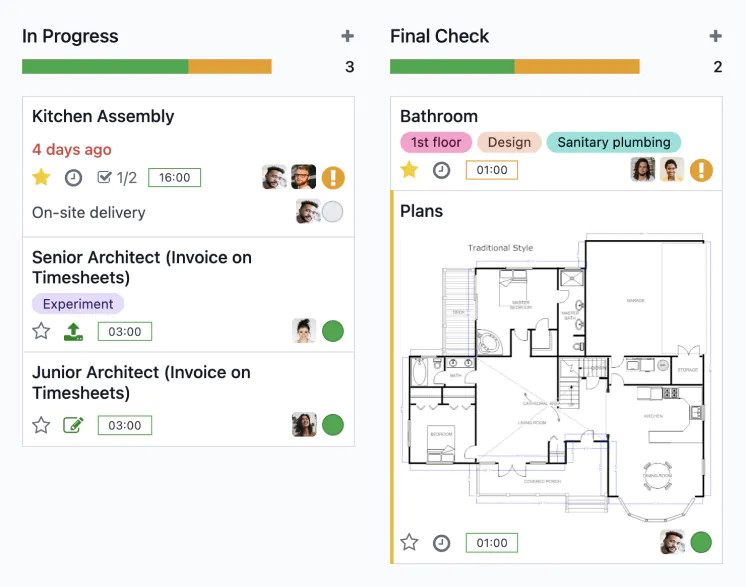 In Progress
3
Kitchen Assembly
4 days ago
1/2 16:00
On-site delivery
Senior Architect (Invoice on
Timesheets)
Experiment
03:00
Junior Architect (Invoice on
Timesheets)
03:00
Final Check
2
Bathroom
1st floor Design Sanitary plumbing
01:00
Plans
Traditional Style
MASTER
BEDROOM
MASTER
BATH
STORAGE
BATH
KITCHEN
LIVING ROOM
BEDROOM
DINING ROOM
COVERED PORCH
01:00